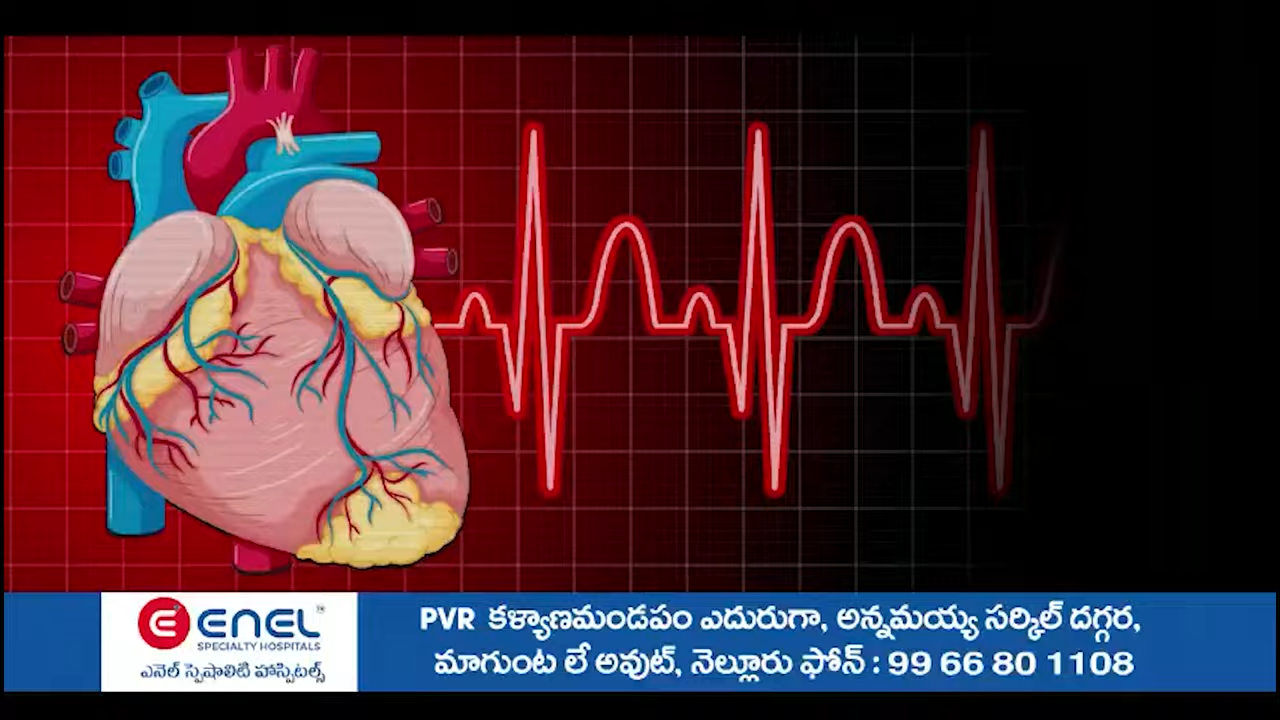 ENEL
SPECIALTY HOSPITALS
ఎనెల్ స్పెషాలిటి హాస్పిటల్స్
PVR కళ్యాణమండపం ఎదురుగా, అన్నమయ్య సర్కిల్ దగ్గర,
మాగుంట లే అవుట్, నెల్లూరు ఫోన్ : 99 66 80 1108